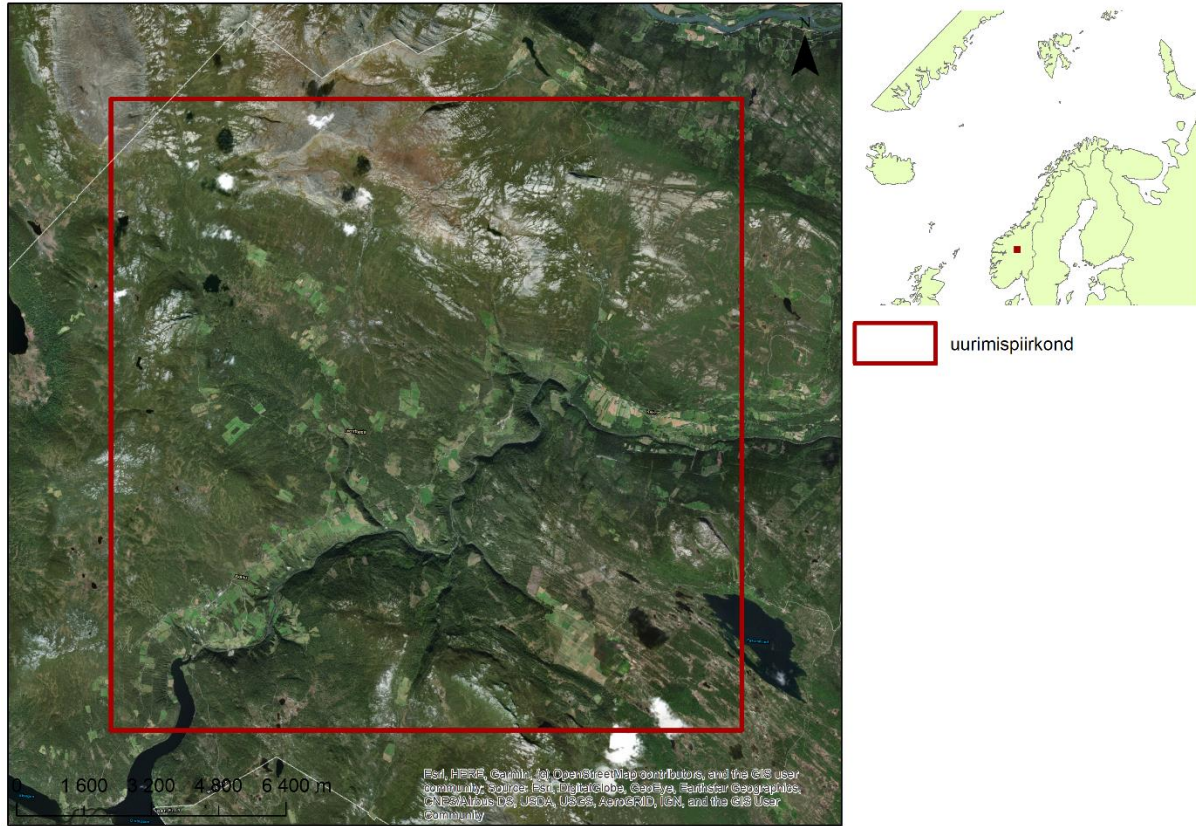 N
uurimispiirkond
0 1 600 3 200 4 800 6 400 m
Esri, HERE, Garmin, (c) OpenStreetMap contributors, and the GIS user
community, Source: Esri, DigitalGlobe, GeoEye, Earthstar Geographics,
CNES/Airbus DS, USDA, USGS, AeroGRID, IGN, and the GIS User
Community